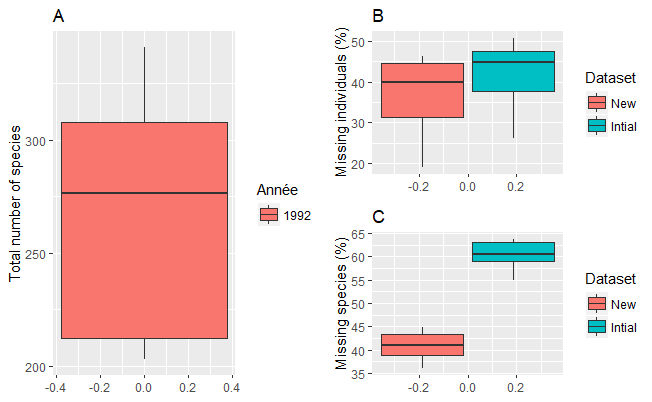 A
Total number of species
300
250
200
-0.4 -0.2 0.0 0.2 0.4
Année
1992
B
Missing individuals (%)
50
40
30
20
-0.2 0.0 0.2
Dataset
New
Intial
C
Missing species (%)
65
60
55
50
45
40
35
-0.2 0.0 0.2
Dataset
New
Intial